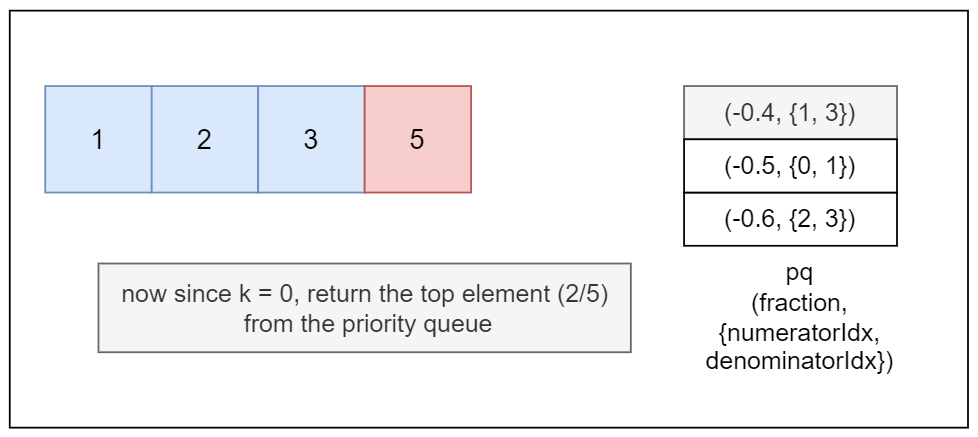 1 2 3 5
(-0.4, {1, 3})
(-0.5, {0, 1})
(-0.6, {2, 3})
now since k = 0, return the top element (2/5)
from the priority queue
pq
(fraction,
{numeratorIdx,
denominatorIdx})